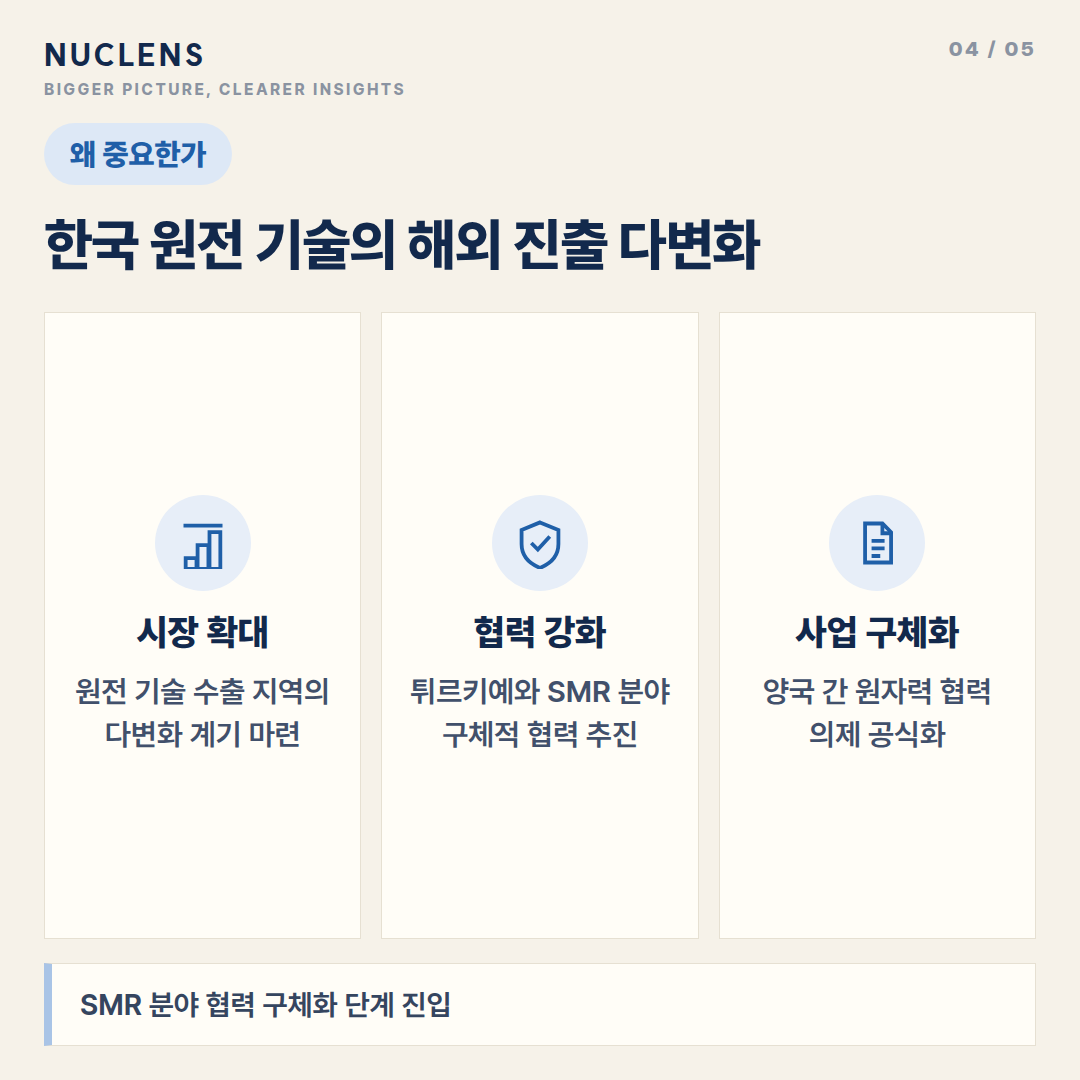 NUCLENS
04 / 05
BIGGER PICTURE, CLEARER INSIGHTS
왜 중요한가
한국 원전 기술의 해외 진출 다변화
시장 확대
원전 기술 수출 지역의
다변화 계기 마련
협력 강화
튀르키예와 SMR 분야
구체적 협력 추진
사업 구체화
양국 간 원자력 협력
의제 공식화
SMR 분야 협력 구체화 단계 진입